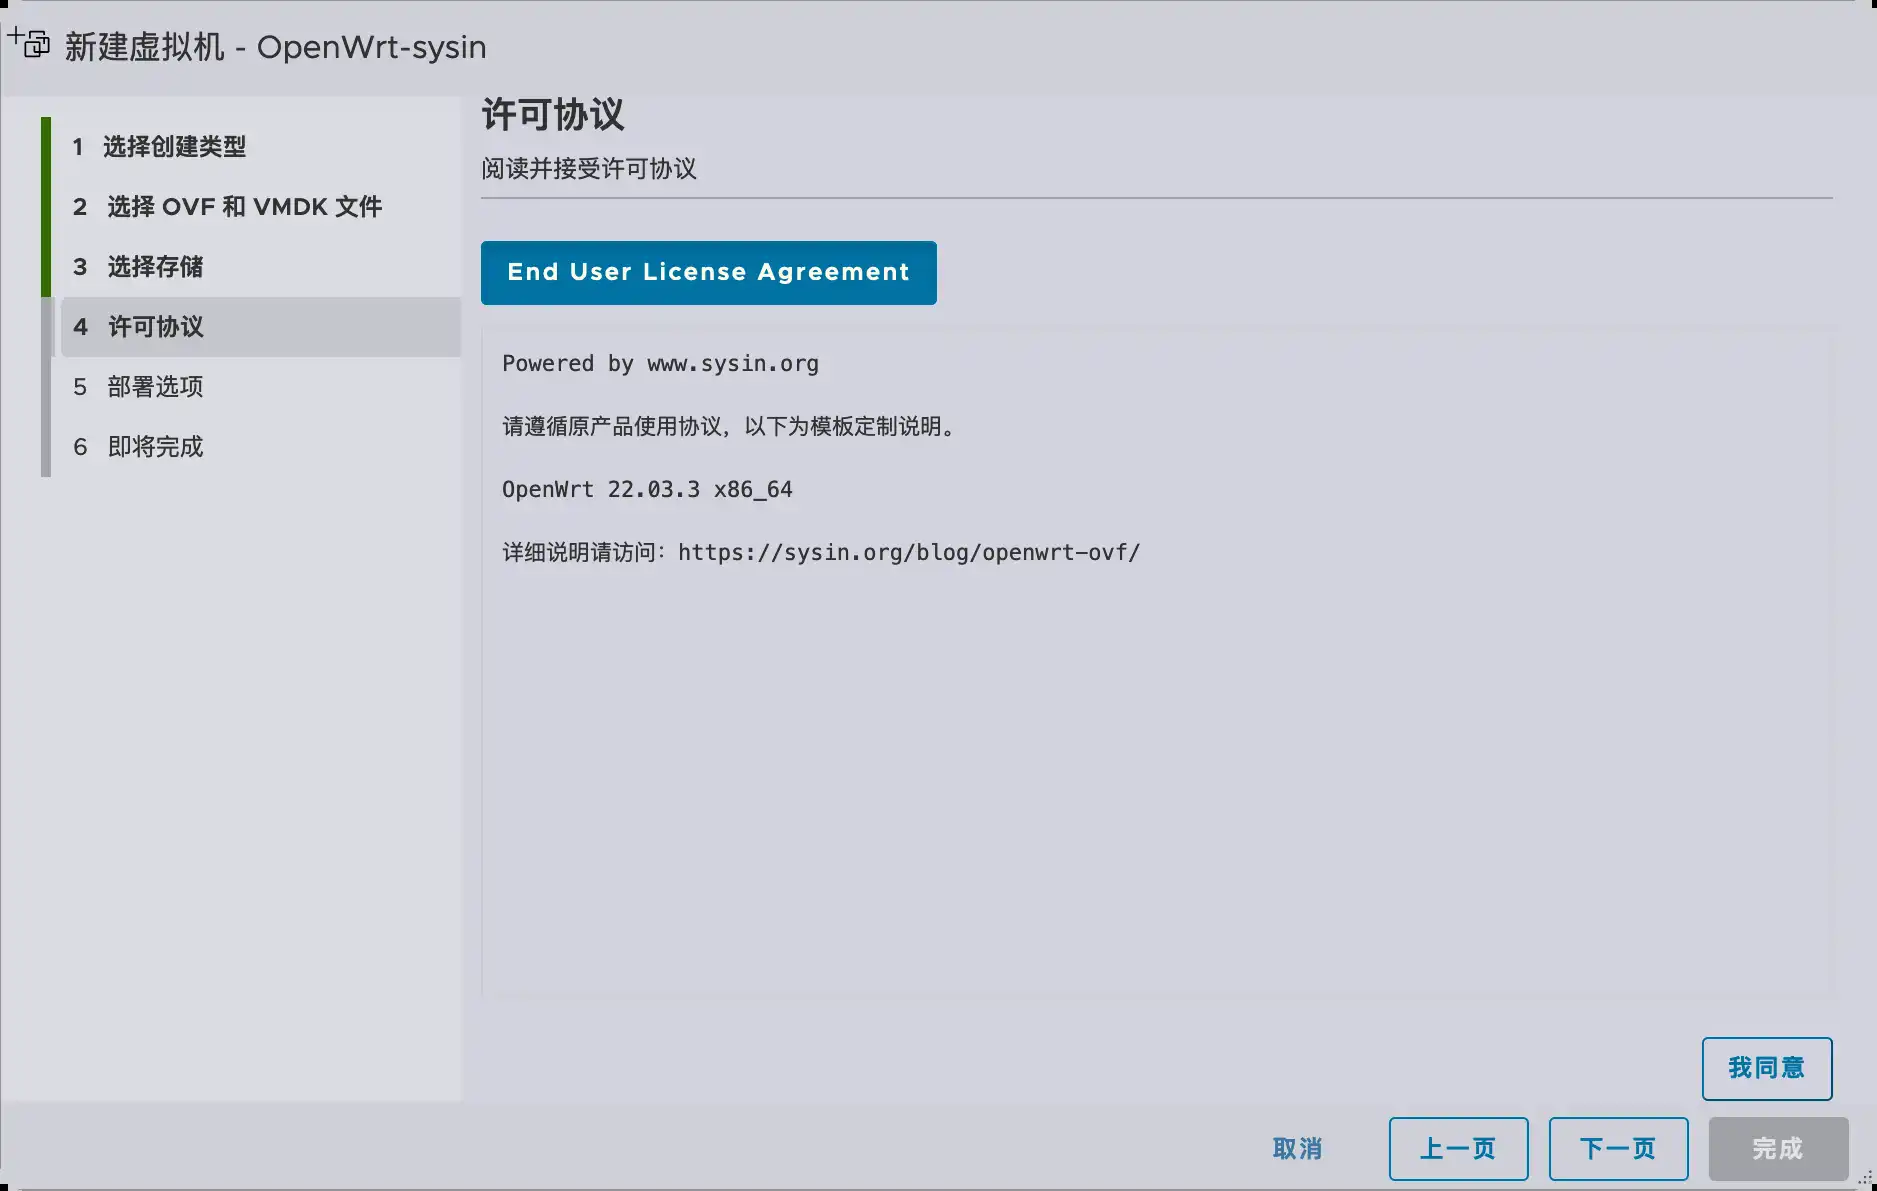 新建虚拟机 - OpenWrt-sysin
1 选择创建类型
2 选择 OVF 和 VMDK 文件
3 选择存储
4 许可协议
5 部署选项
6 即将完成
许可协议
阅读并接受许可协议
End User License Agreement
Powered by www.sysin.org
请遵循原产品使用协议，以下为模板定制说明。
OpenWrt 22.03.3 x86_64
详细说明请访问：https://sysin.org/blog/openwrt-ovf/
我同意
取消
上一页
下一页
完成